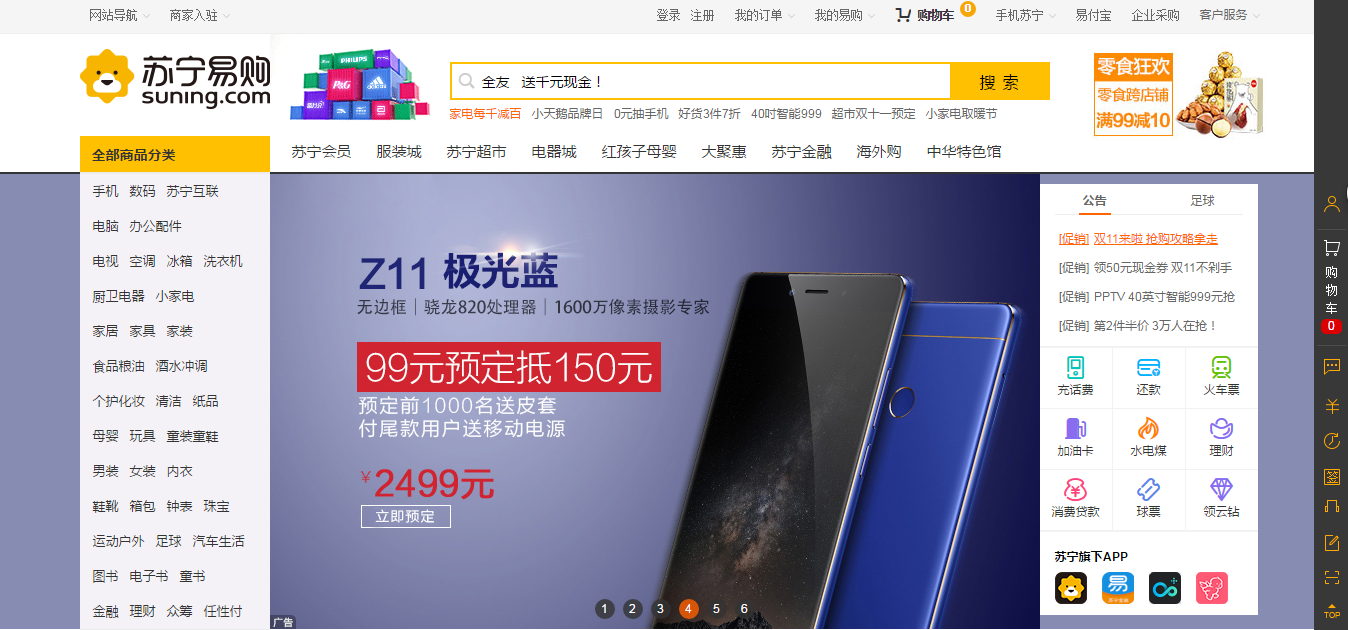 网站导航 商家入驻 登录 注册 我的订单 我的易购 购物车 0 手机苏宁 易付宝 企业采购 客户服务
苏宁易购
suning.com
PHILIPS
P&G
adidas
全友 送千元现金！ 搜索
家电每千减百 小天鹅品牌日 0元抽手机 好货3件7折 40吋智能999 超市双十一预定 小家电取暖节
零食狂欢
零食跨店铺
满99减10
全部商品分类 苏宁会员 服装城 苏宁超市 电器城 红孩子母婴 大聚惠 苏宁金融 海外购 中华特色馆
手机 数码 苏宁互联
电脑 办公配件
电视 空调 冰箱 洗衣机
厨卫电器 小家电
家居 家具 家装
食品粮油 酒水冲调
个护化妆 清洁 纸品
母婴 玩具 童装童鞋
男装 女装 内衣
鞋靴 箱包 钟表 珠宝
运动户外 足球 汽车生活
图书 电子书 童书
金融 理财 众筹 任性付
Z11 极光蓝
无边框｜骁龙820处理器｜1600万像素摄影专家
99元预定抵150元
预定前1000名送皮套
付尾款用户送移动电源
¥2499元
立即预定
广告
1 2 3 4 5 6
公告 足球
[促销] 双11来啦 抢购攻略拿走
[促销] 领50元现金券 双11不剁手
[促销] PPTV 40英寸智能999元抢
[促销] 第2件半价 3万人在抢！
充话费 还款 火车票
加油卡 水电煤 理财
消费贷款 球票 领云钻
苏宁旗下APP
易
购物车
0
签
TOP